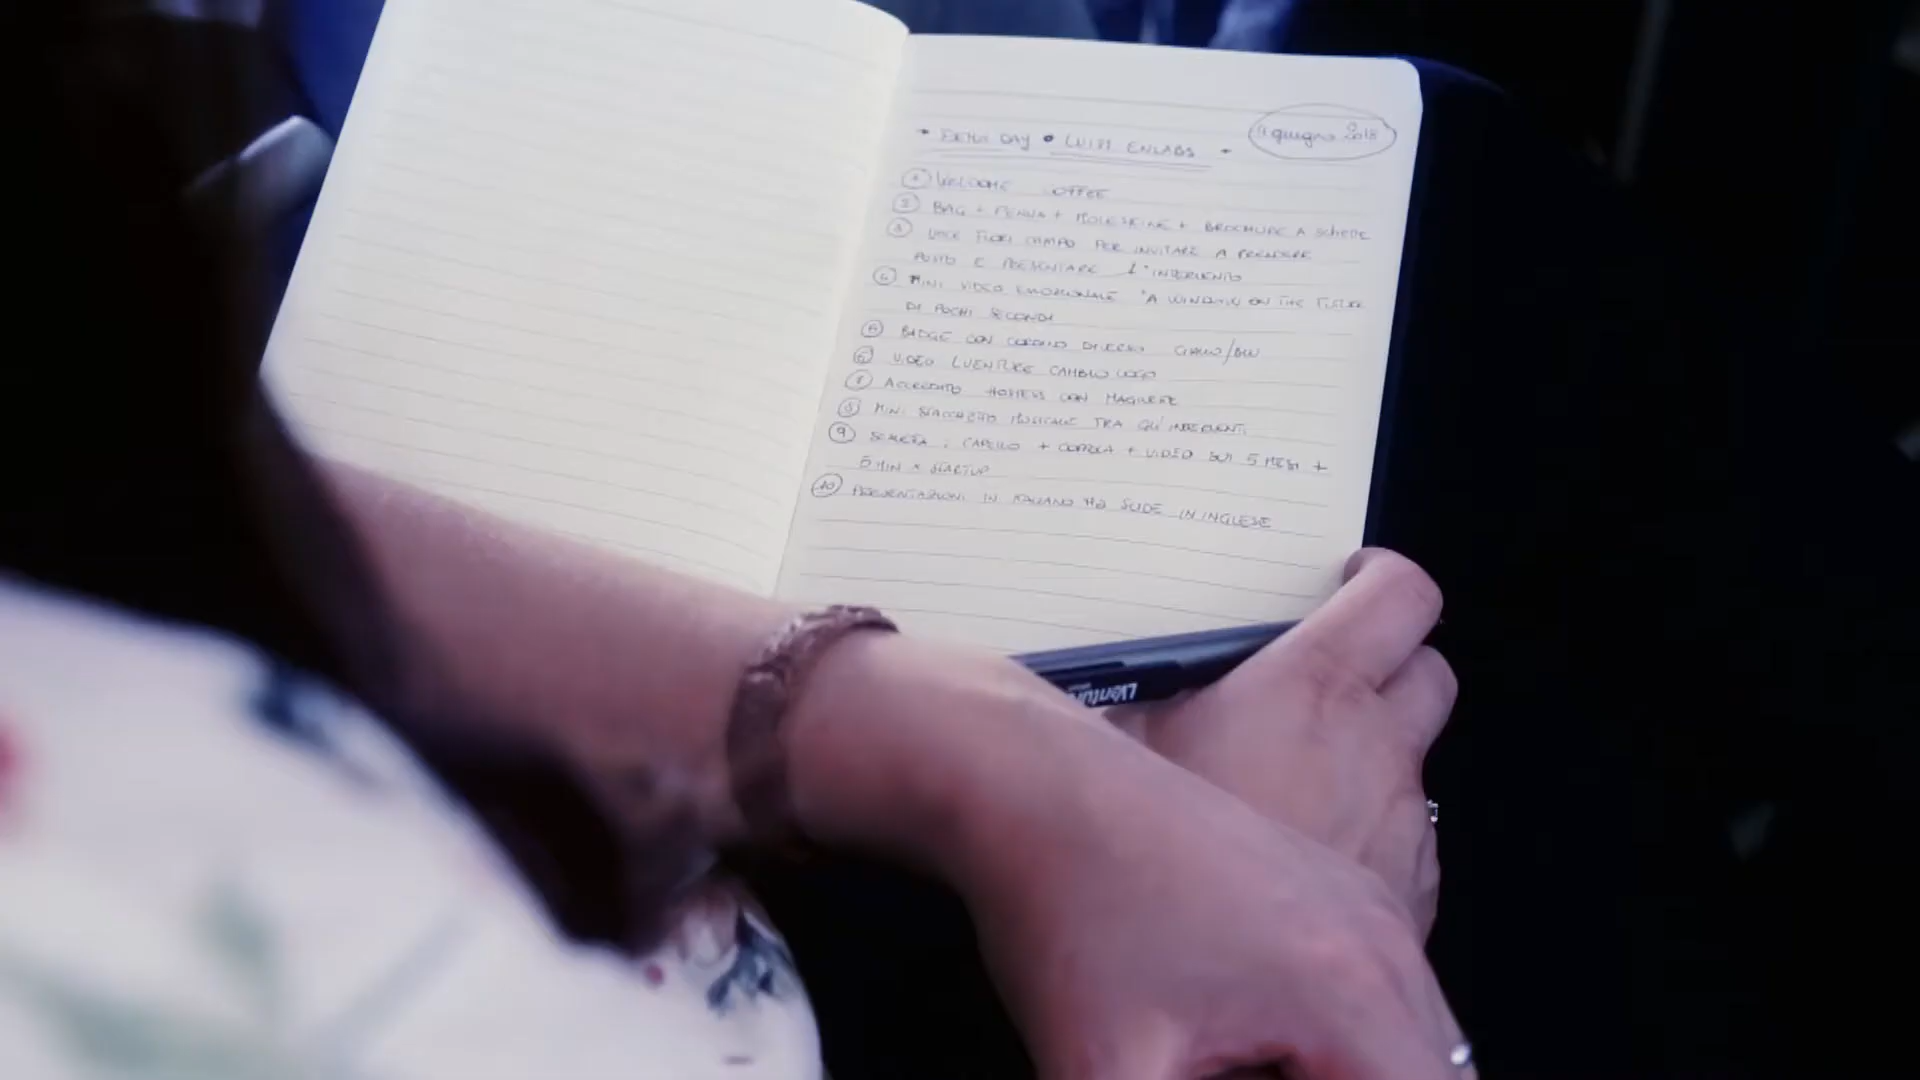 giugno 2018
• DEMO DAY • LUISS ENLABS •
① WELCOME COFFEE
② BAG + PENNA + MOLESKINE + BROCHURE A SCHEDE
③ VOCE FUORI CAMPO PER INVITARE A PRENDERE
POSTO E PRESENTARE 1° INTERVENTO
④ MINI VIDEO EMOZIONALE "A WINDOW ON THE FUTURE
DI POCHI SECONDI
⑤ BADGE CON CORDINO DIVERSO
⑥ VIDEO LVENTURE CAMBIO LOGO
⑦ ACCREDITO HOSTESS CON MAGLIETTE
⑧ MINI STACCHETTO MUSICALE TRA GLI INTERVENTI
⑨ SCALETTA: + + VIDEO SUI 5 MESI +
5 MIN x STARTUP
⑩ PRESENTAZIONI IN ITALIANO MA SLIDE IN INGLESE
LVentur